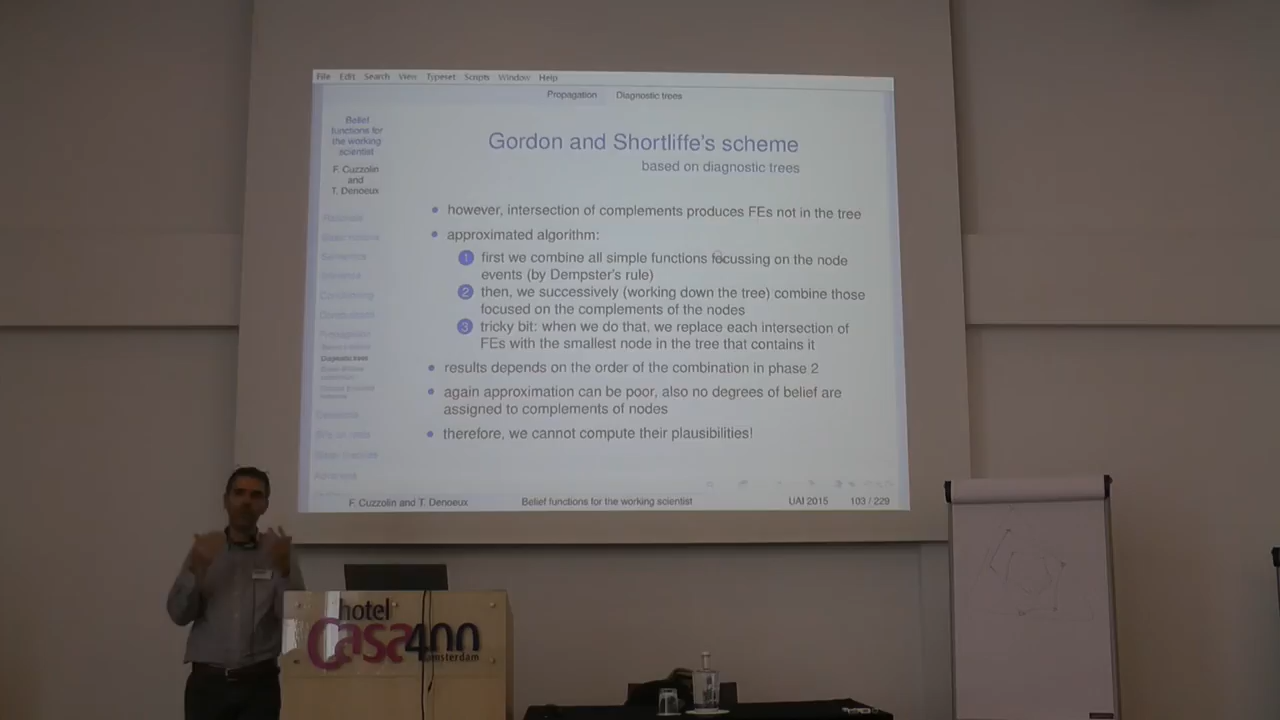 File Edit Search View Typeset Scripts Window Help
Propagation Diagnostic trees
Belief
functions for
the working
scientist
F. Cuzzolin
and
T. Denoeux
Diagnostic trees
Gordon and Shortliffe's scheme
based on diagnostic trees
however, intersection of complements produces FEs not in the tree
approximated algorithm:
1 first we combine all simple functions focussing on the node
events (by Dempster's rule)
2 then, we successively (working down the tree) combine those
focused on the complements of the nodes
3 tricky bit: when we do that, we replace each intersection of
FEs with the smallest node in the tree that contains it
results depends on the order of the combination in phase 2
again approximation can be poor, also no degrees of belief are
assigned to complements of nodes
therefore, we cannot compute their plausibilities!
F. Cuzzolin and T. Denoeux Belief functions for the working scientist UAI 2015 103 / 229
hotel
Casa400
amsterdam